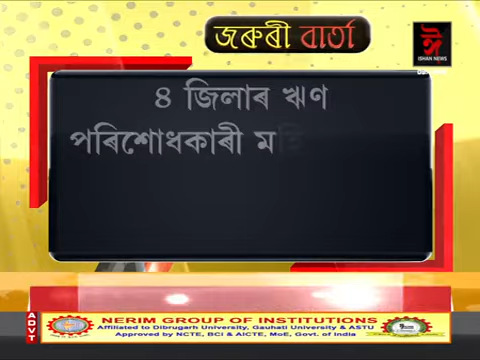 জৰুৰী বাৰ্তা
ঈ
ISHAN NEWS
৪ জিলাৰ ঋণ
পৰিশোধকাৰী ম
ADVT
NERIM GROUP OF INSTITUTIONS
Affiliated to Dibrugarh University, Gauhati University & ASTU
Approved by NCTE, BCI & AICTE, MoE, Govt. of India